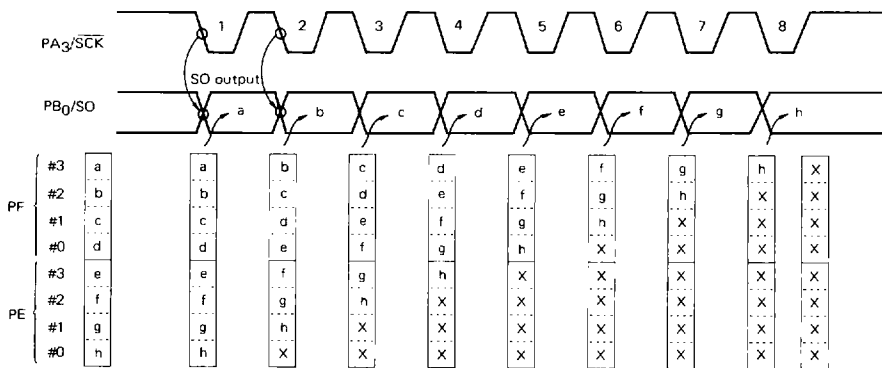 PA3/SCK 1 2 3 4 5 6 7 8
SO output
PB0/SO a b c d e f g h
PF
#3 a a b c d e f g h X
#2 b b c d e f g h X X
#1 c c d e f g h X X X
#0 d d e f g h X X X X
PE
#3 e e f g h X X X X X
#2 f f g h X X X X X X
#1 g g h X X X X X X X
#0 h h X X X X X X X X